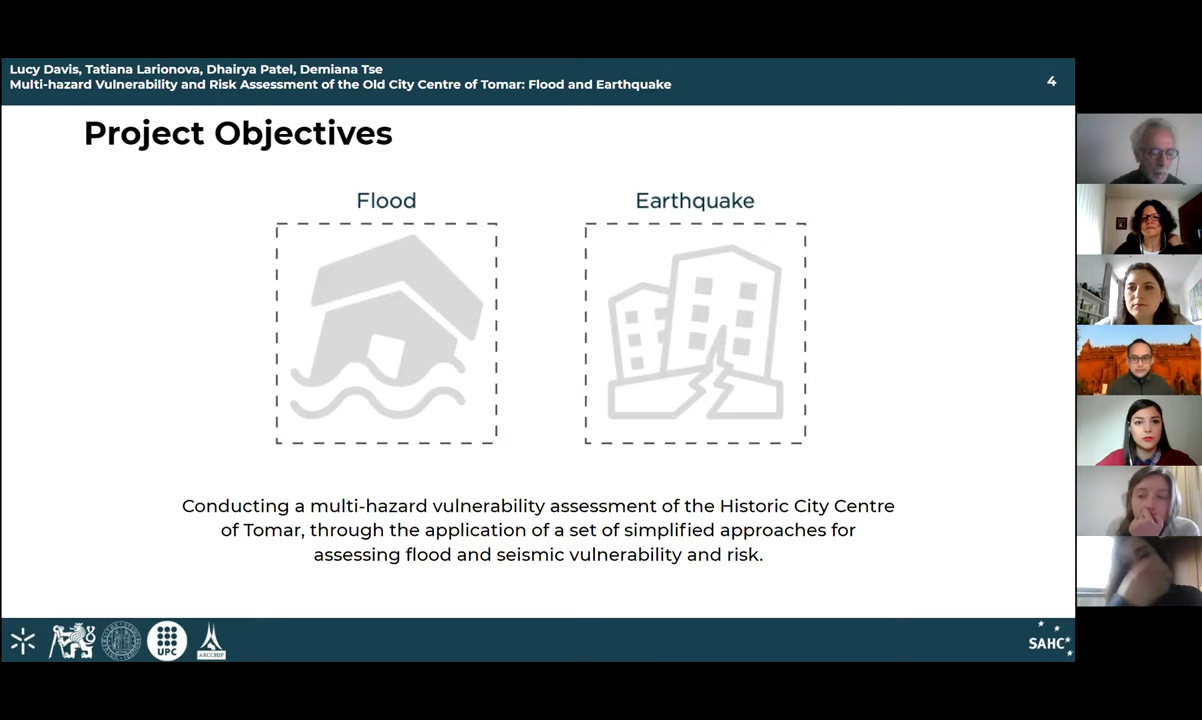 Lucy Davis, Tatiana Larionova, Dhairya Patel, Demiana Tse
Multi-hazard Vulnerability and Risk Assessment of the Old City Centre of Tomar: Flood and Earthquake
4
Project Objectives
Flood
Earthquake
Conducting a multi-hazard vulnerability assessment of the Historic City Centre
of Tomar, through the application of a set of simplified approaches for
assessing flood and seismic vulnerability and risk.
UPC
ARCCHIP
SAHC